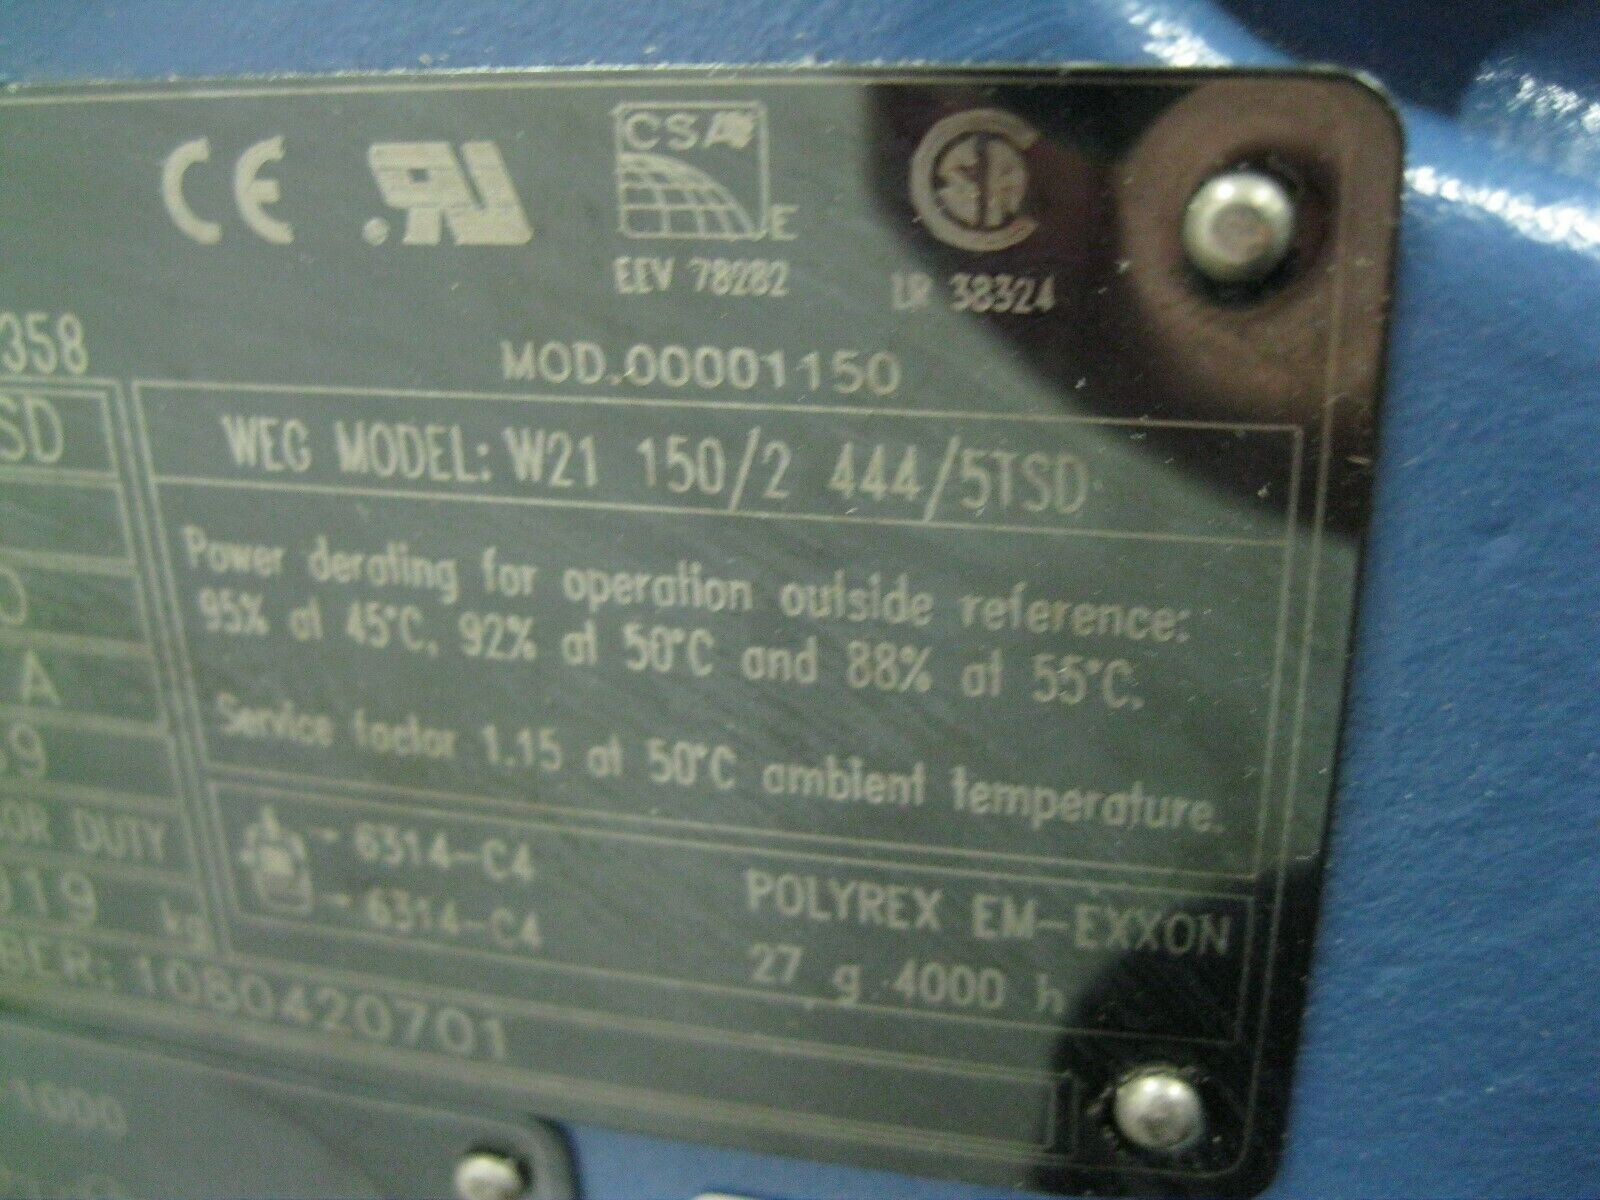 CE
CSA
E
EEV 78282
LR 38324
358
MOD.00001150
SD
WEG MODEL: W21 150/2 444/5TSD
Power derating for operation outside reference:
95% at 45°C, 92% at 50°C and 88% at 55°C.
A
Service factor 1.15 at 50°C ambient temperature.
DUTY
- 6314-C4
- 6314-C4
POLYREX EM-EXXON
27 g 4000 h
kg
BER: 1080420701